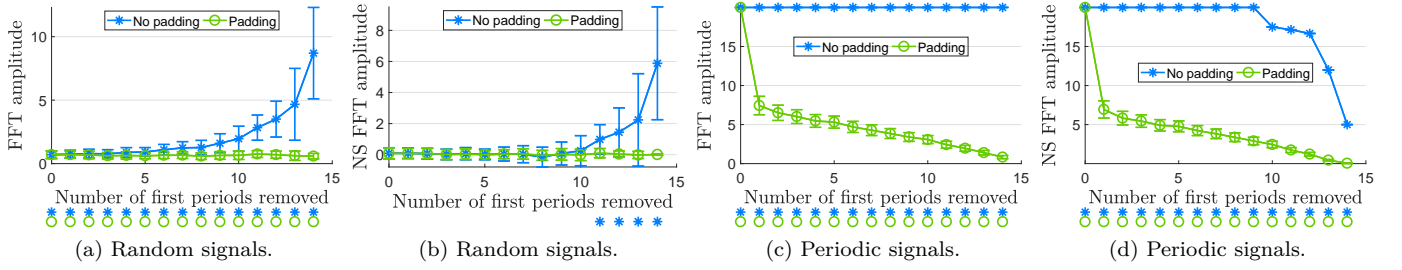 FFT amplitude
10
5
0
No padding
Padding
0
5
10
15
Number of first periods removed
(a) Random signals.
NS FFT amplitude
8
6
4
2
0
No padding
Padding
0
5
10
15
Number of first periods removed
(b) Random signals.
FFT amplitude
15
10
5
0
No padding
Padding
0
5
10
15
Number of first periods removed
(c) Periodic signals.
NS FFT amplitude
15
10
5
0
No padding
Padding
0
5
10
15
Number of first periods removed
(d) Periodic signals.